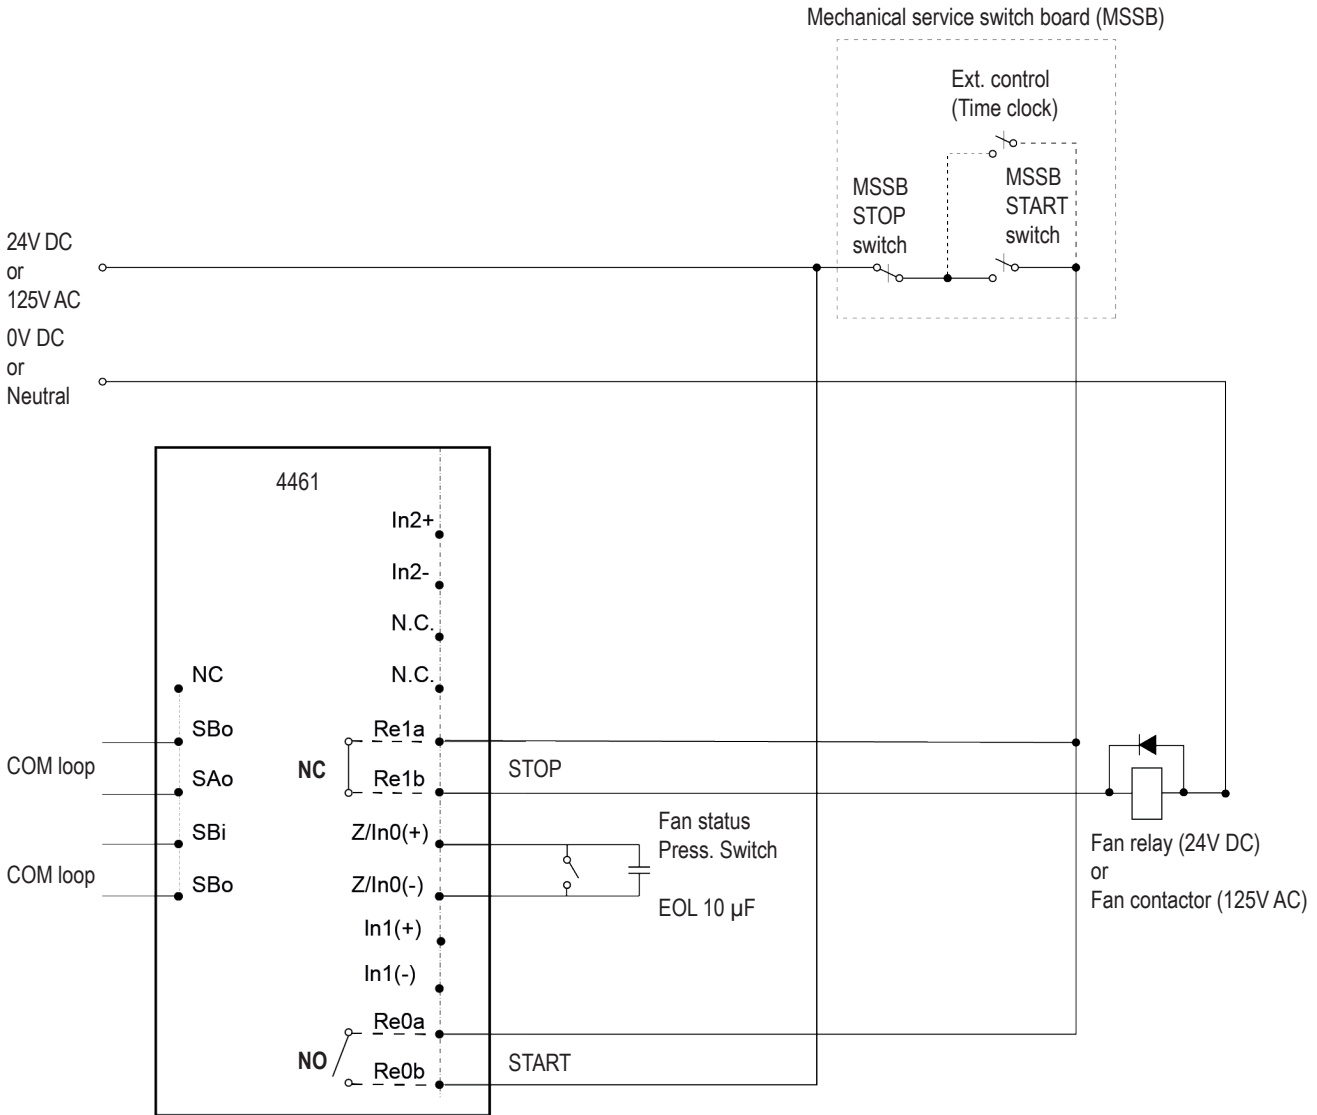 Mechanical service switch board (MSSB)
Ext. control
(Time clock)
MSSB
STOP
switch
MSSB
START
switch
24V DC
or
125V AC
0V DC
or
Neutral
4461
In2+
In2-
N.C.
N.C.
NC
SBo
SAo
SBi
SBo
COM loop
COM loop
NC
Re1a
Re1b
STOP
Z/In0(+)
Z/In0(-)
Fan status
Press. Switch
EOL 10 µF
In1(+)
In1(-)
NO
Re0a
Re0b
START
Fan relay (24V DC)
or
Fan contactor (125V AC)